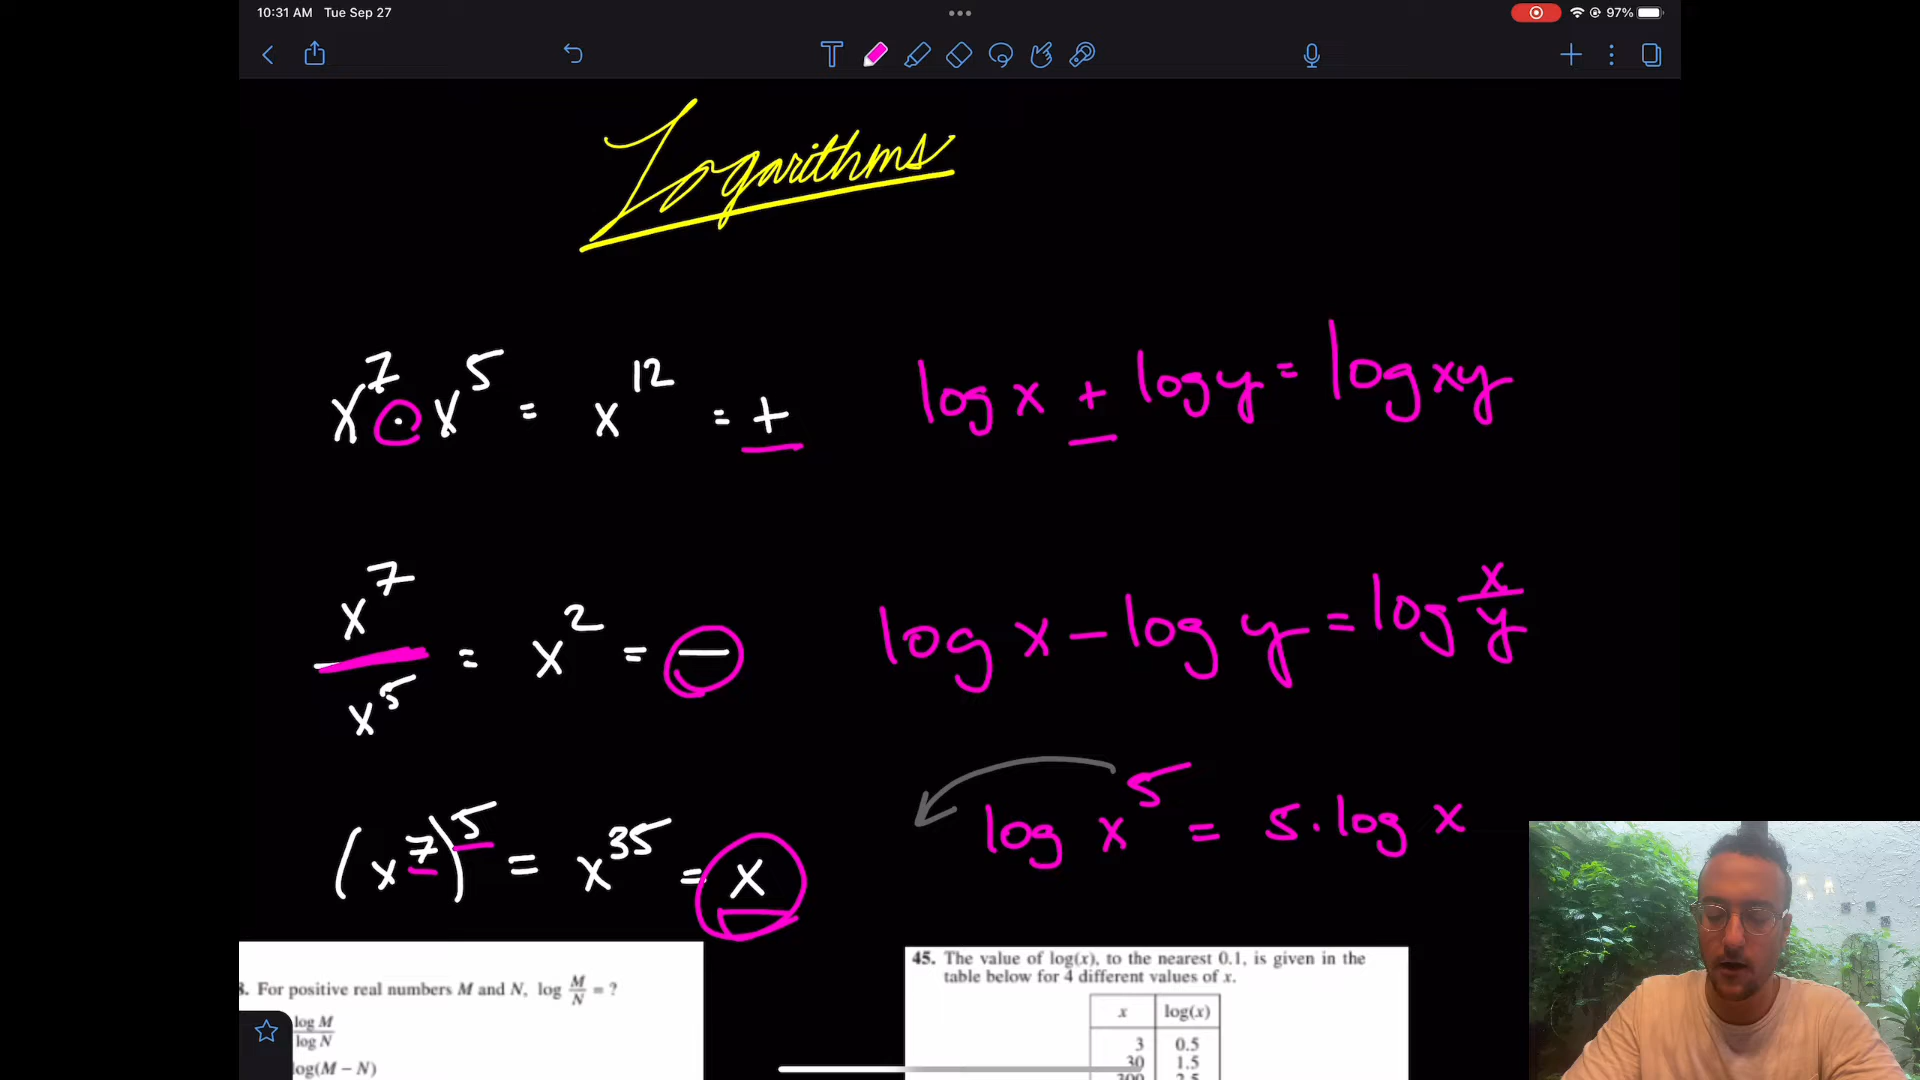 10:31 AM Tue Sep 27
97%
Logarithms
x^7 · x^5 = x^12 = +
log x + log y = log xy
x^7 / x^5 = x^2 = −
log x − log y = log x/y
(x^7)^5 = x^35 = x
log x^5 = 5 · log x
. For positive real numbers M and N, log M/N = ?
log M
log N
log(M − N)
45. The value of log(x), to the nearest 0.1, is given in the
table below for 4 different values of x.
x log(x)
3 0.5
30 1.5